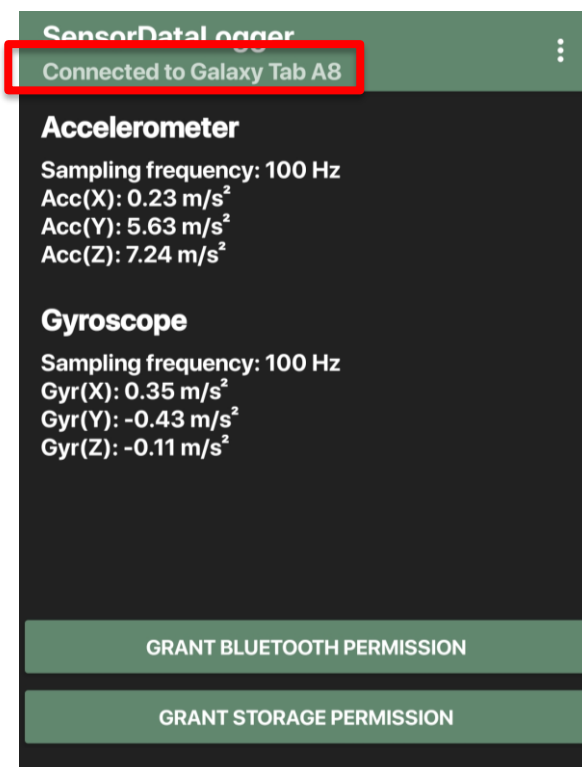 SensorDataLogger
Connected to Galaxy Tab A8
Accelerometer
Sampling frequency: 100 Hz
Acc(X): 0.23 m/s²
Acc(Y): 5.63 m/s²
Acc(Z): 7.24 m/s²
Gyroscope
Sampling frequency: 100 Hz
Gyr(X): 0.35 m/s²
Gyr(Y): -0.43 m/s²
Gyr(Z): -0.11 m/s²
GRANT BLUETOOTH PERMISSION
GRANT STORAGE PERMISSION